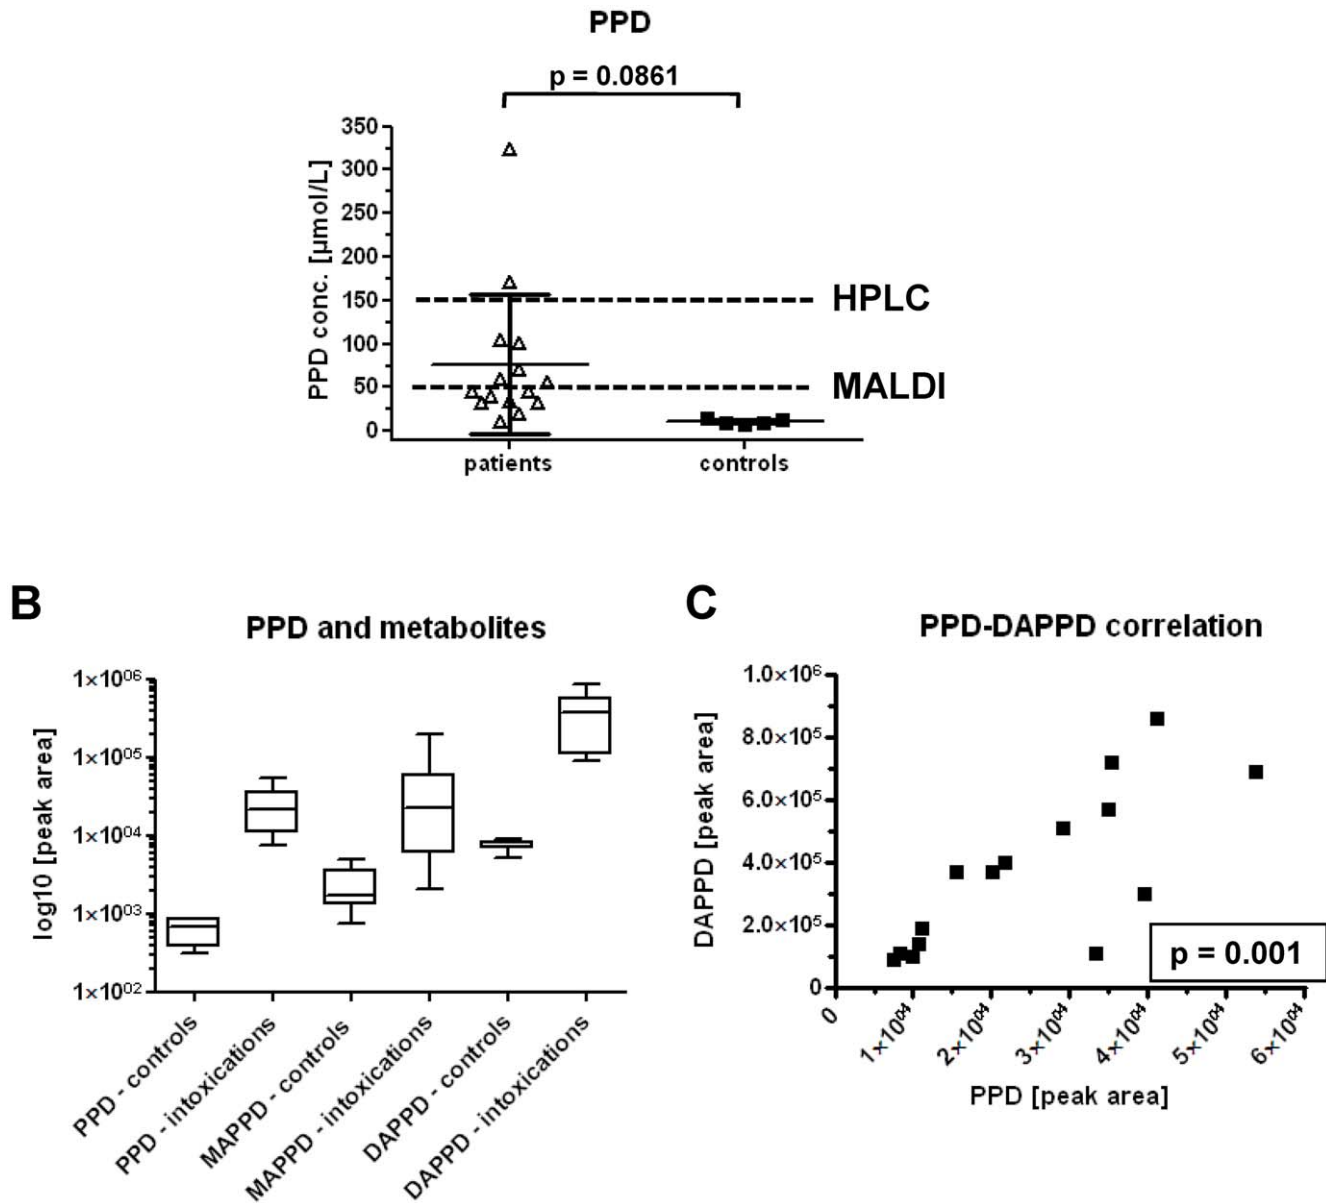 PPD
p = 0.0861
350
300
250
200
150
100
50
0
PPD conc. [µmol/L]
HPLC
MALDI
patients
controls
B
PPD and metabolites
1×10⁰⁶
1×10⁰⁵
1×10⁰⁴
1×10⁰³
1×10⁰²
log10 [peak area]
PPD - controls
PPD - intoxications
MAPPD - controls
MAPPD - intoxications
DAPPD - controls
DAPPD - intoxications
C
PPD-DAPPD correlation
1.0×10⁶
8.0×10⁵
6.0×10⁵
4.0×10⁵
2.0×10⁵
0
DAPPD [peak area]
p = 0.001
0
1×10⁰⁴
2×10⁰⁴
3×10⁰⁴
4×10⁰⁴
5×10⁰⁴
6×10⁰⁴
PPD [peak area]